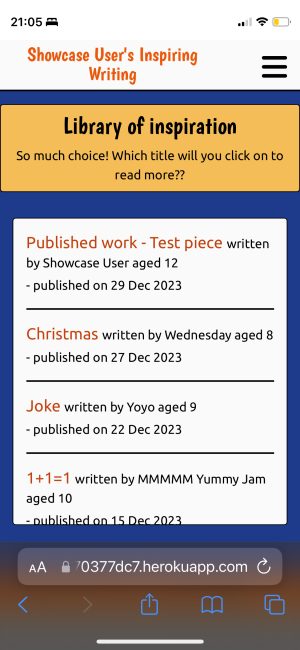 21:05
Showcase User's Inspiring
Writing
Library of inspiration
So much choice! Which title will you click on to
read more??
Published work - Test piece written
by Showcase User aged 12
- published on 29 Dec 2023
Christmas written by Wednesday aged 8
- published on 27 Dec 2023
Joke written by Yoyo aged 9
- published on 22 Dec 2023
1+1=1 written by MMMMM Yummy Jam
aged 10
- published on 15 Dec 2023
AA 70377dc7.herokuapp.com